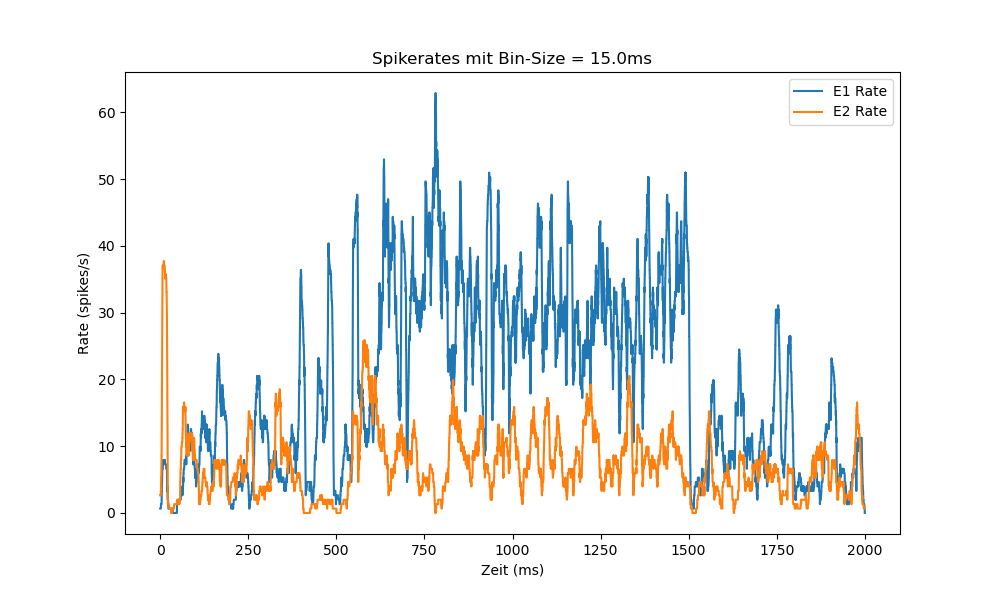 Spikerates mit Bin-Size = 15.0ms
E1 Rate
E2 Rate
Rate (spikes/s)
60
50
40
30
20
10
0
0 250 500 750 1000 1250 1500 1750 2000
Zeit (ms)